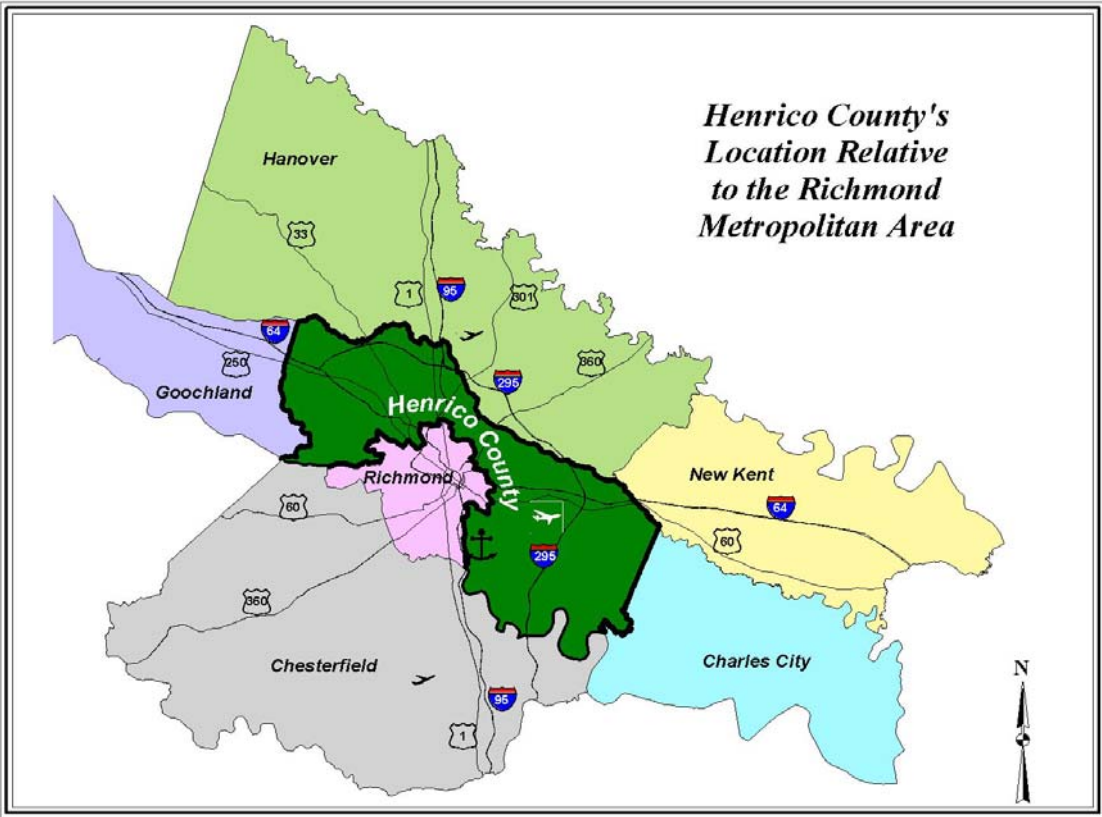 Henrico County's
Location Relative
to the Richmond
Metropolitan Area
Hanover
33
1
95
301
64
250
360
295
Goochland
Henrico County
Richmond
New Kent
64
60
60
295
360
Chesterfield
Charles City
95
1
N